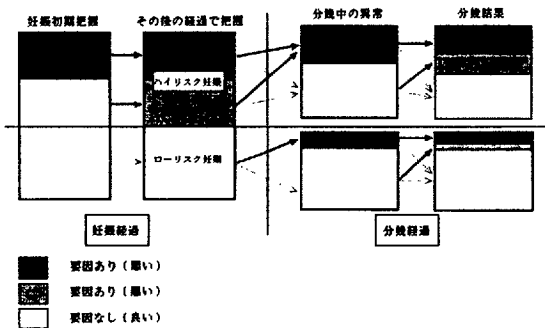 妊娠初期把握
その後の経過で把握
分娩中の異常
分娩結果
ハイリスク妊娠
ローリスク妊娠
妊娠経過
分娩経過
要因あり(悪い)
要因あり(悪い)
要因なし(良い)